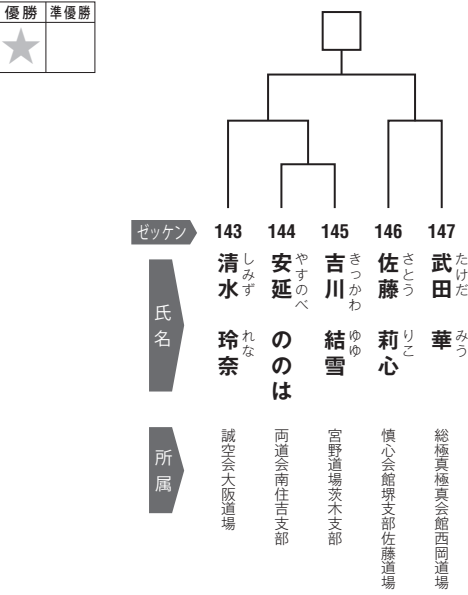 優勝 準優勝
ゼッケン 143 144 145 146 147
氏名
清水 玲奈
しみず れな
安延 ののは
やすのべ
吉川 結雪
きっかわ ゆゆ
佐藤 莉心
さとう りこ
武田 華
たけだ みう
所属
誠空会大阪道場
両道会南住吉支部
宮野道場茨木支部
慎心会館堺支部佐藤道場
総極真極真会館西岡道場